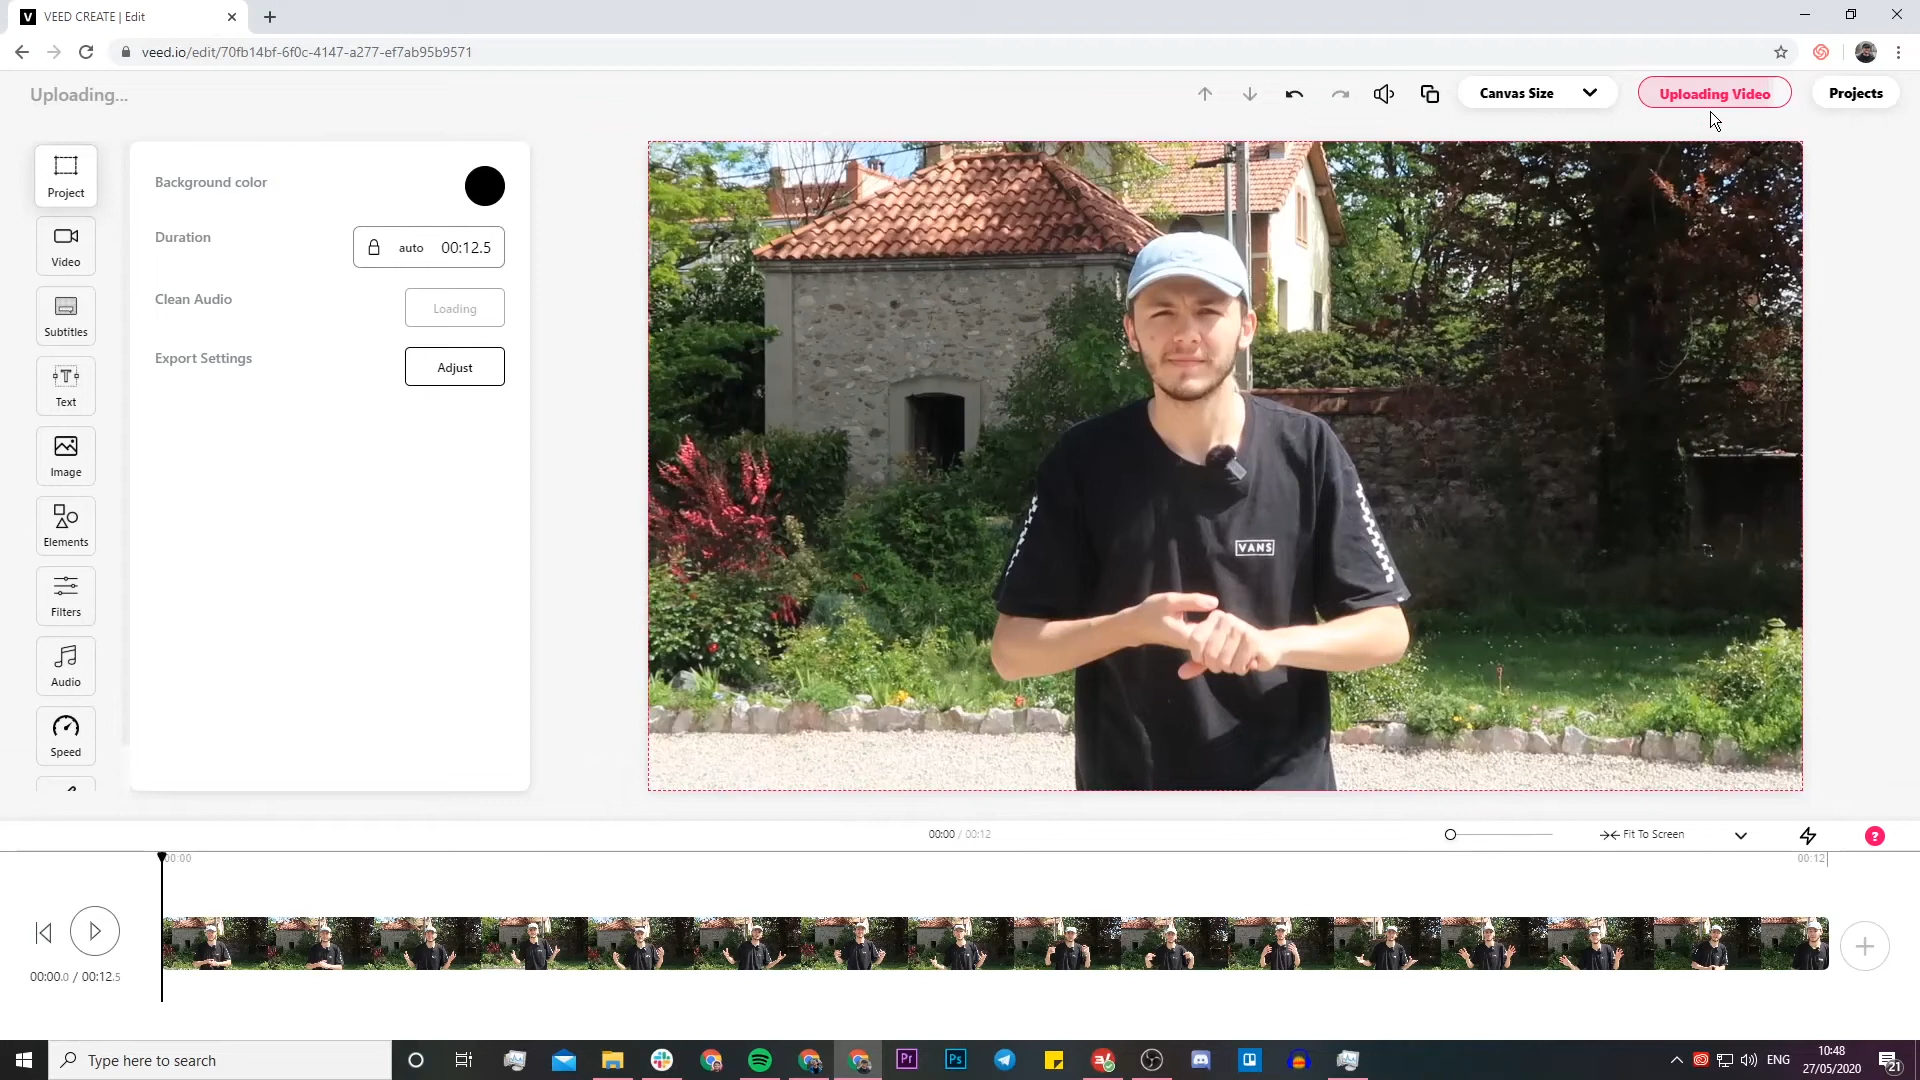 VEED CREATE | Edit
veed.io/edit/70fb14bf-6f0c-4147-a277-ef7ab95b9571
Uploading...
Canvas Size
Uploading Video
Projects
Project
Video
Subtitles
Text
Image
Elements
Filters
Audio
Speed
Background color
Duration
auto 00:12.5
Clean Audio
Loading
Export Settings
Adjust
VANS
00:00 / 00:12
Fit To Screen
?
00:00
00:12
00:00.0 / 00:12.5
Type here to search
Pr
Ps
ENG
10:48
27/05/2020
21